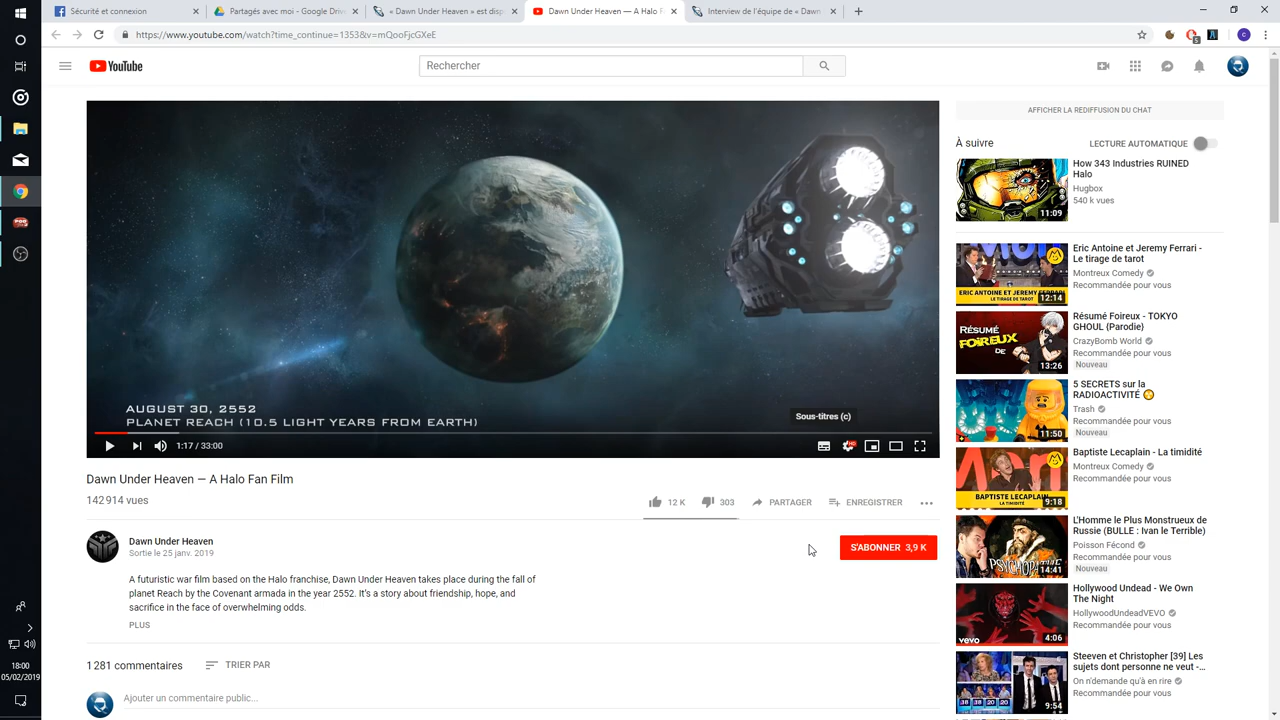 Sécurité et connexion
Partagés avec moi - Google Drive
« Dawn Under Heaven » est disp
Dawn Under Heaven — A Halo F
Interview de l'équipe de « Dawn
https://www.youtube.com/watch?time_continue=1353&v=mQooFjcGXeE
YouTube
Rechercher
AFFICHER LA REDIFFUSION DU CHAT
À suivre
LECTURE AUTOMATIQUE
How 343 Industries RUINED
Halo
Hugbox
540 k vues
11:09
Eric Antoine et Jeremy Ferrari -
Le tirage de tarot
Montreux Comedy
Recommandée pour vous
ERIC ANTOINE ET JEREMY FERRARI
LE TIRAGE DE TAROT
12:14
Résumé Foireux - TOKYO
GHOUL {Parodie}
CrazyBomb World
Recommandée pour vous
Nouveau
RÉSUMÉ
FOIREUX
DE
13:26
5 SECRETS sur la
RADIOACTIVITÉ
Trash
Recommandée pour vous
Nouveau
11:50
Baptiste Lecaplain - La timidité
Montreux Comedy
Recommandée pour vous
BAPTISTE LECAPLAIN
LA TIMIDITÉ
9:18
L'Homme le Plus Monstrueux de
Russie (BULLE : Ivan le Terrible)
Poisson Fécond
Recommandée pour vous
Nouveau
14:41
Hollywood Undead - We Own
The Night
HollywoodUndeadVEVO
Recommandée pour vous
vevo
4:06
Steeven et Christopher [39] Les
sujets dont personne ne veut -...
On n'demande qu'à en rire
Recommandée pour vous
38 38 20 20
9:54
AUGUST 30, 2552
PLANET REACH (10.5 LIGHT YEARS FROM EARTH)
Sous-titres (c)
1:17 / 33:00
Dawn Under Heaven — A Halo Fan Film
142 914 vues
12 K
303
PARTAGER
ENREGISTRER
Dawn Under Heaven
Sortie le 25 janv. 2019
S'ABONNER 3,9 K
A futuristic war film based on the Halo franchise, Dawn Under Heaven takes place during the fall of
planet Reach by the Covenant armada in the year 2552. It's a story about friendship, hope, and
sacrifice in the face of overwhelming odds.
PLUS
1 281 commentaires
TRIER PAR
Ajouter un commentaire public...
18:00
05/02/2019